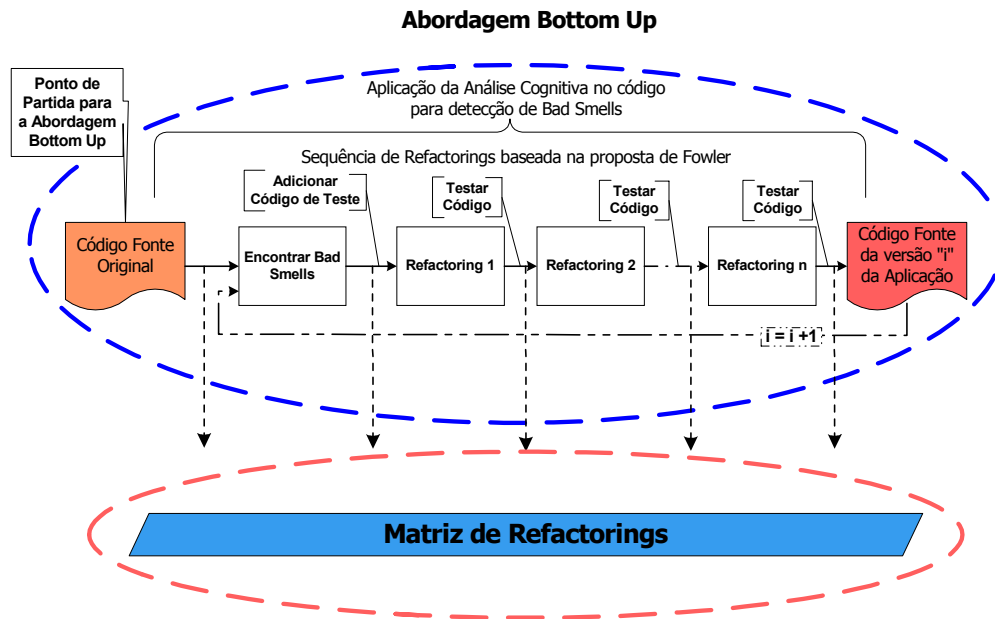 Abordagem Bottom Up
Ponto de
Partida para
a Abordagem
Bottom Up
Aplicação da Análise Cognitiva no código
para detecção de Bad Smells
Sequência de Refactorings baseada na proposta de Fowler
Adicionar
Código de Teste
Testar
Código
Testar
Código
Testar
Código
Código Fonte
Original
Encontrar Bad
Smells
Refactoring 1
Refactoring 2
Refactoring n
Código Fonte
da versão "i"
da Aplicação
i = i +1
Matriz de Refactorings